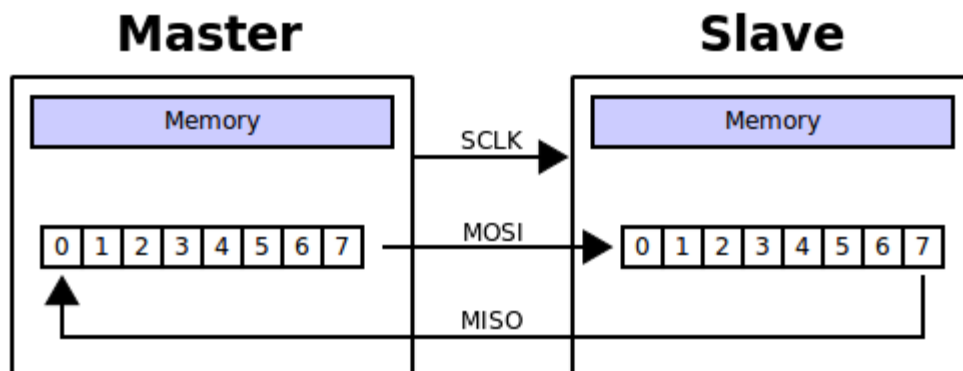 Master Slave
Memory Memory
SCLK
MOSI
0 1 2 3 4 5 6 7 0 1 2 3 4 5 6 7
MISO